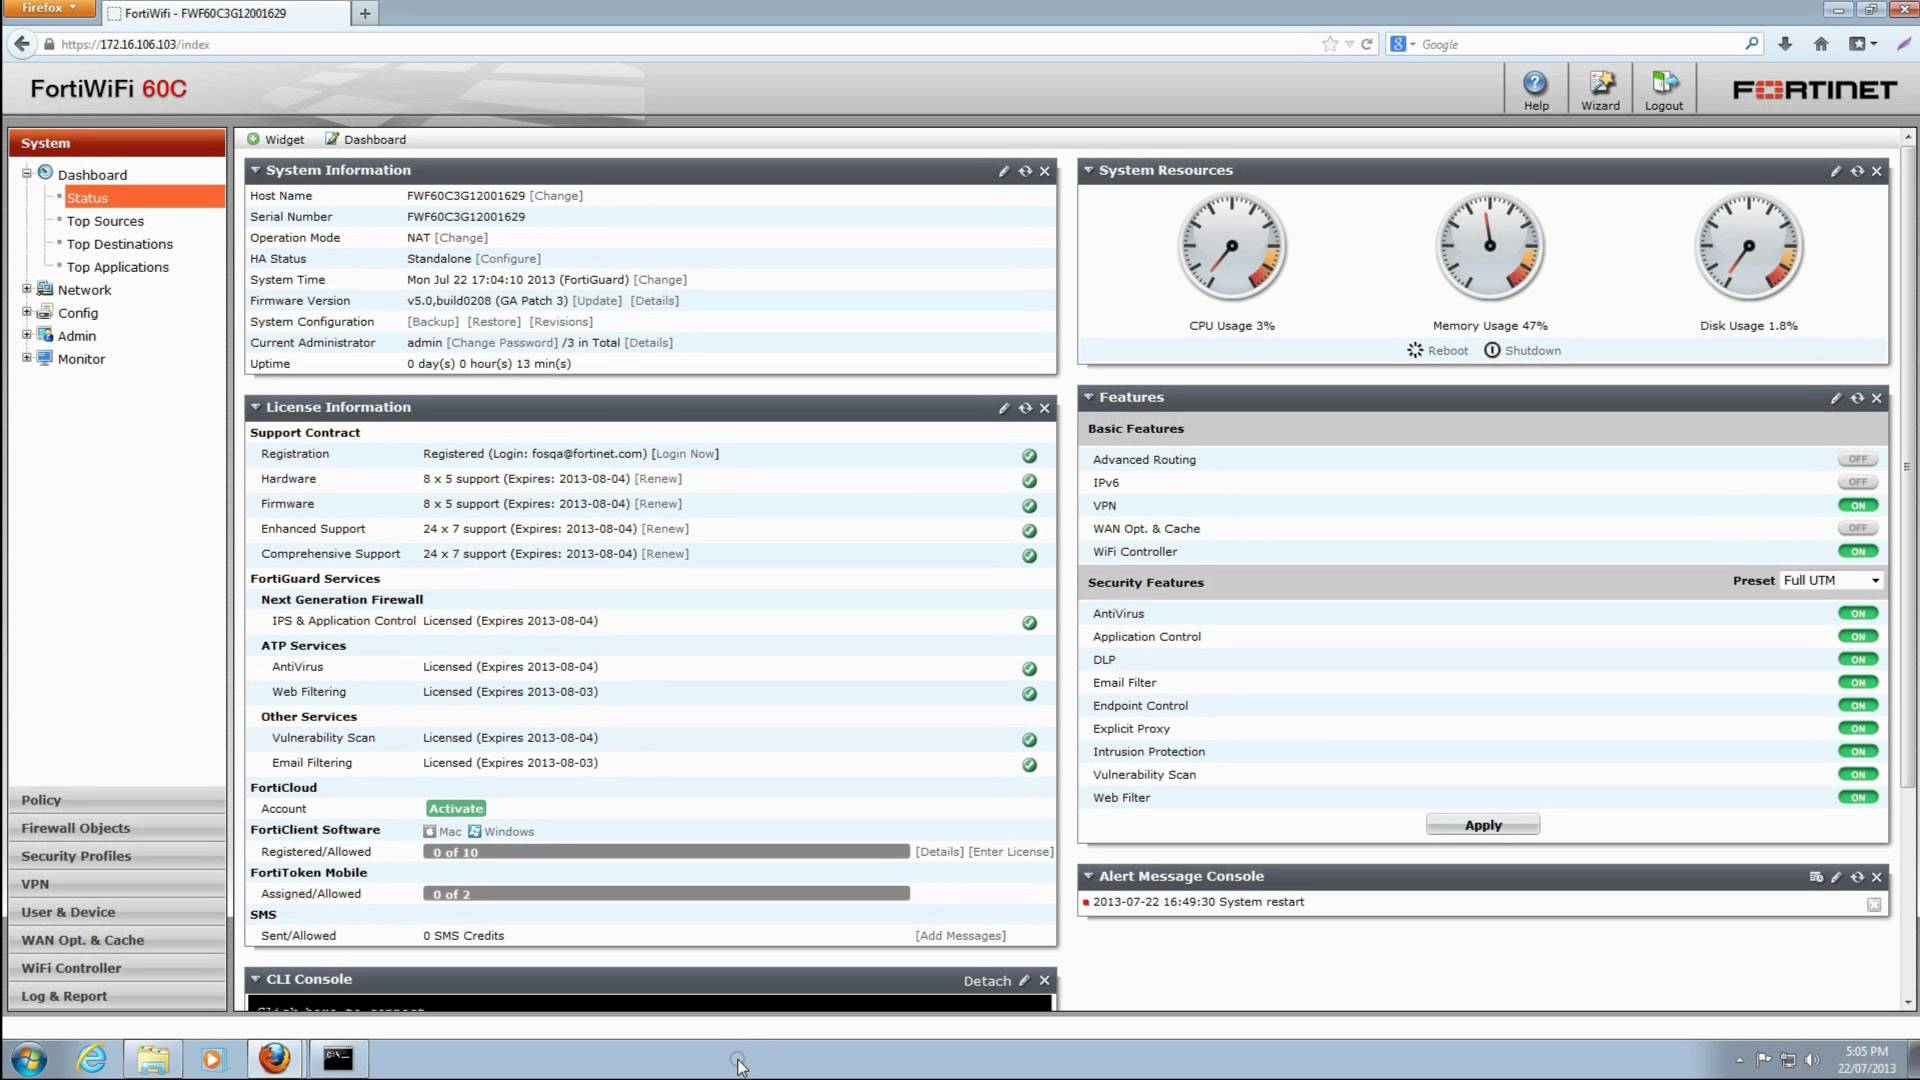 Firefox
FortiWifi - FWF60C3G12001629
https://172.16.106.103/index
Google
FortiWiFi 60C
Help
Wizard
Logout
FORTINET
System
Dashboard
Status
Top Sources
Top Destinations
Top Applications
Network
Config
Admin
Monitor
Policy
Firewall Objects
Security Profiles
VPN
User & Device
WAN Opt. & Cache
WiFi Controller
Log & Report
Widget Dashboard
System Information
Host Name FWF60C3G12001629 [Change]
Serial Number FWF60C3G12001629
Operation Mode NAT [Change]
HA Status Standalone [Configure]
System Time Mon Jul 22 17:04:10 2013 (FortiGuard) [Change]
Firmware Version v5.0,build0208 (GA Patch 3) [Update] [Details]
System Configuration [Backup] [Restore] [Revisions]
Current Administrator admin [Change Password] /3 in Total [Details]
Uptime 0 day(s) 0 hour(s) 13 min(s)
License Information
Support Contract
Registration Registered (Login: fosqa@fortinet.com) [Login Now]
Hardware 8 x 5 support (Expires: 2013-08-04) [Renew]
Firmware 8 x 5 support (Expires: 2013-08-04) [Renew]
Enhanced Support 24 x 7 support (Expires: 2013-08-04) [Renew]
Comprehensive Support 24 x 7 support (Expires: 2013-08-04) [Renew]
FortiGuard Services
Next Generation Firewall
IPS & Application Control Licensed (Expires 2013-08-04)
ATP Services
AntiVirus Licensed (Expires 2013-08-04)
Web Filtering Licensed (Expires 2013-08-03)
Other Services
Vulnerability Scan Licensed (Expires 2013-08-04)
Email Filtering Licensed (Expires 2013-08-03)
FortiCloud
Account Activate
FortiClient Software Mac Windows
Registered/Allowed 0 of 10 [Details] [Enter License]
FortiToken Mobile
Assigned/Allowed 0 of 2
SMS
Sent/Allowed 0 SMS Credits [Add Messages]
CLI Console Detach
System Resources
CPU Usage 3% Memory Usage 47% Disk Usage 1.8%
Reboot Shutdown
Features
Basic Features
Advanced Routing OFF
IPv6 OFF
VPN ON
WAN Opt. & Cache OFF
WiFi Controller ON
Security Features Preset Full UTM
AntiVirus ON
Application Control ON
DLP ON
Email Filter ON
Endpoint Control ON
Explicit Proxy ON
Intrusion Protection ON
Vulnerability Scan ON
Web Filter ON
Apply
Alert Message Console
2013-07-22 16:49:30 System restart
5:05 PM
22/07/2013